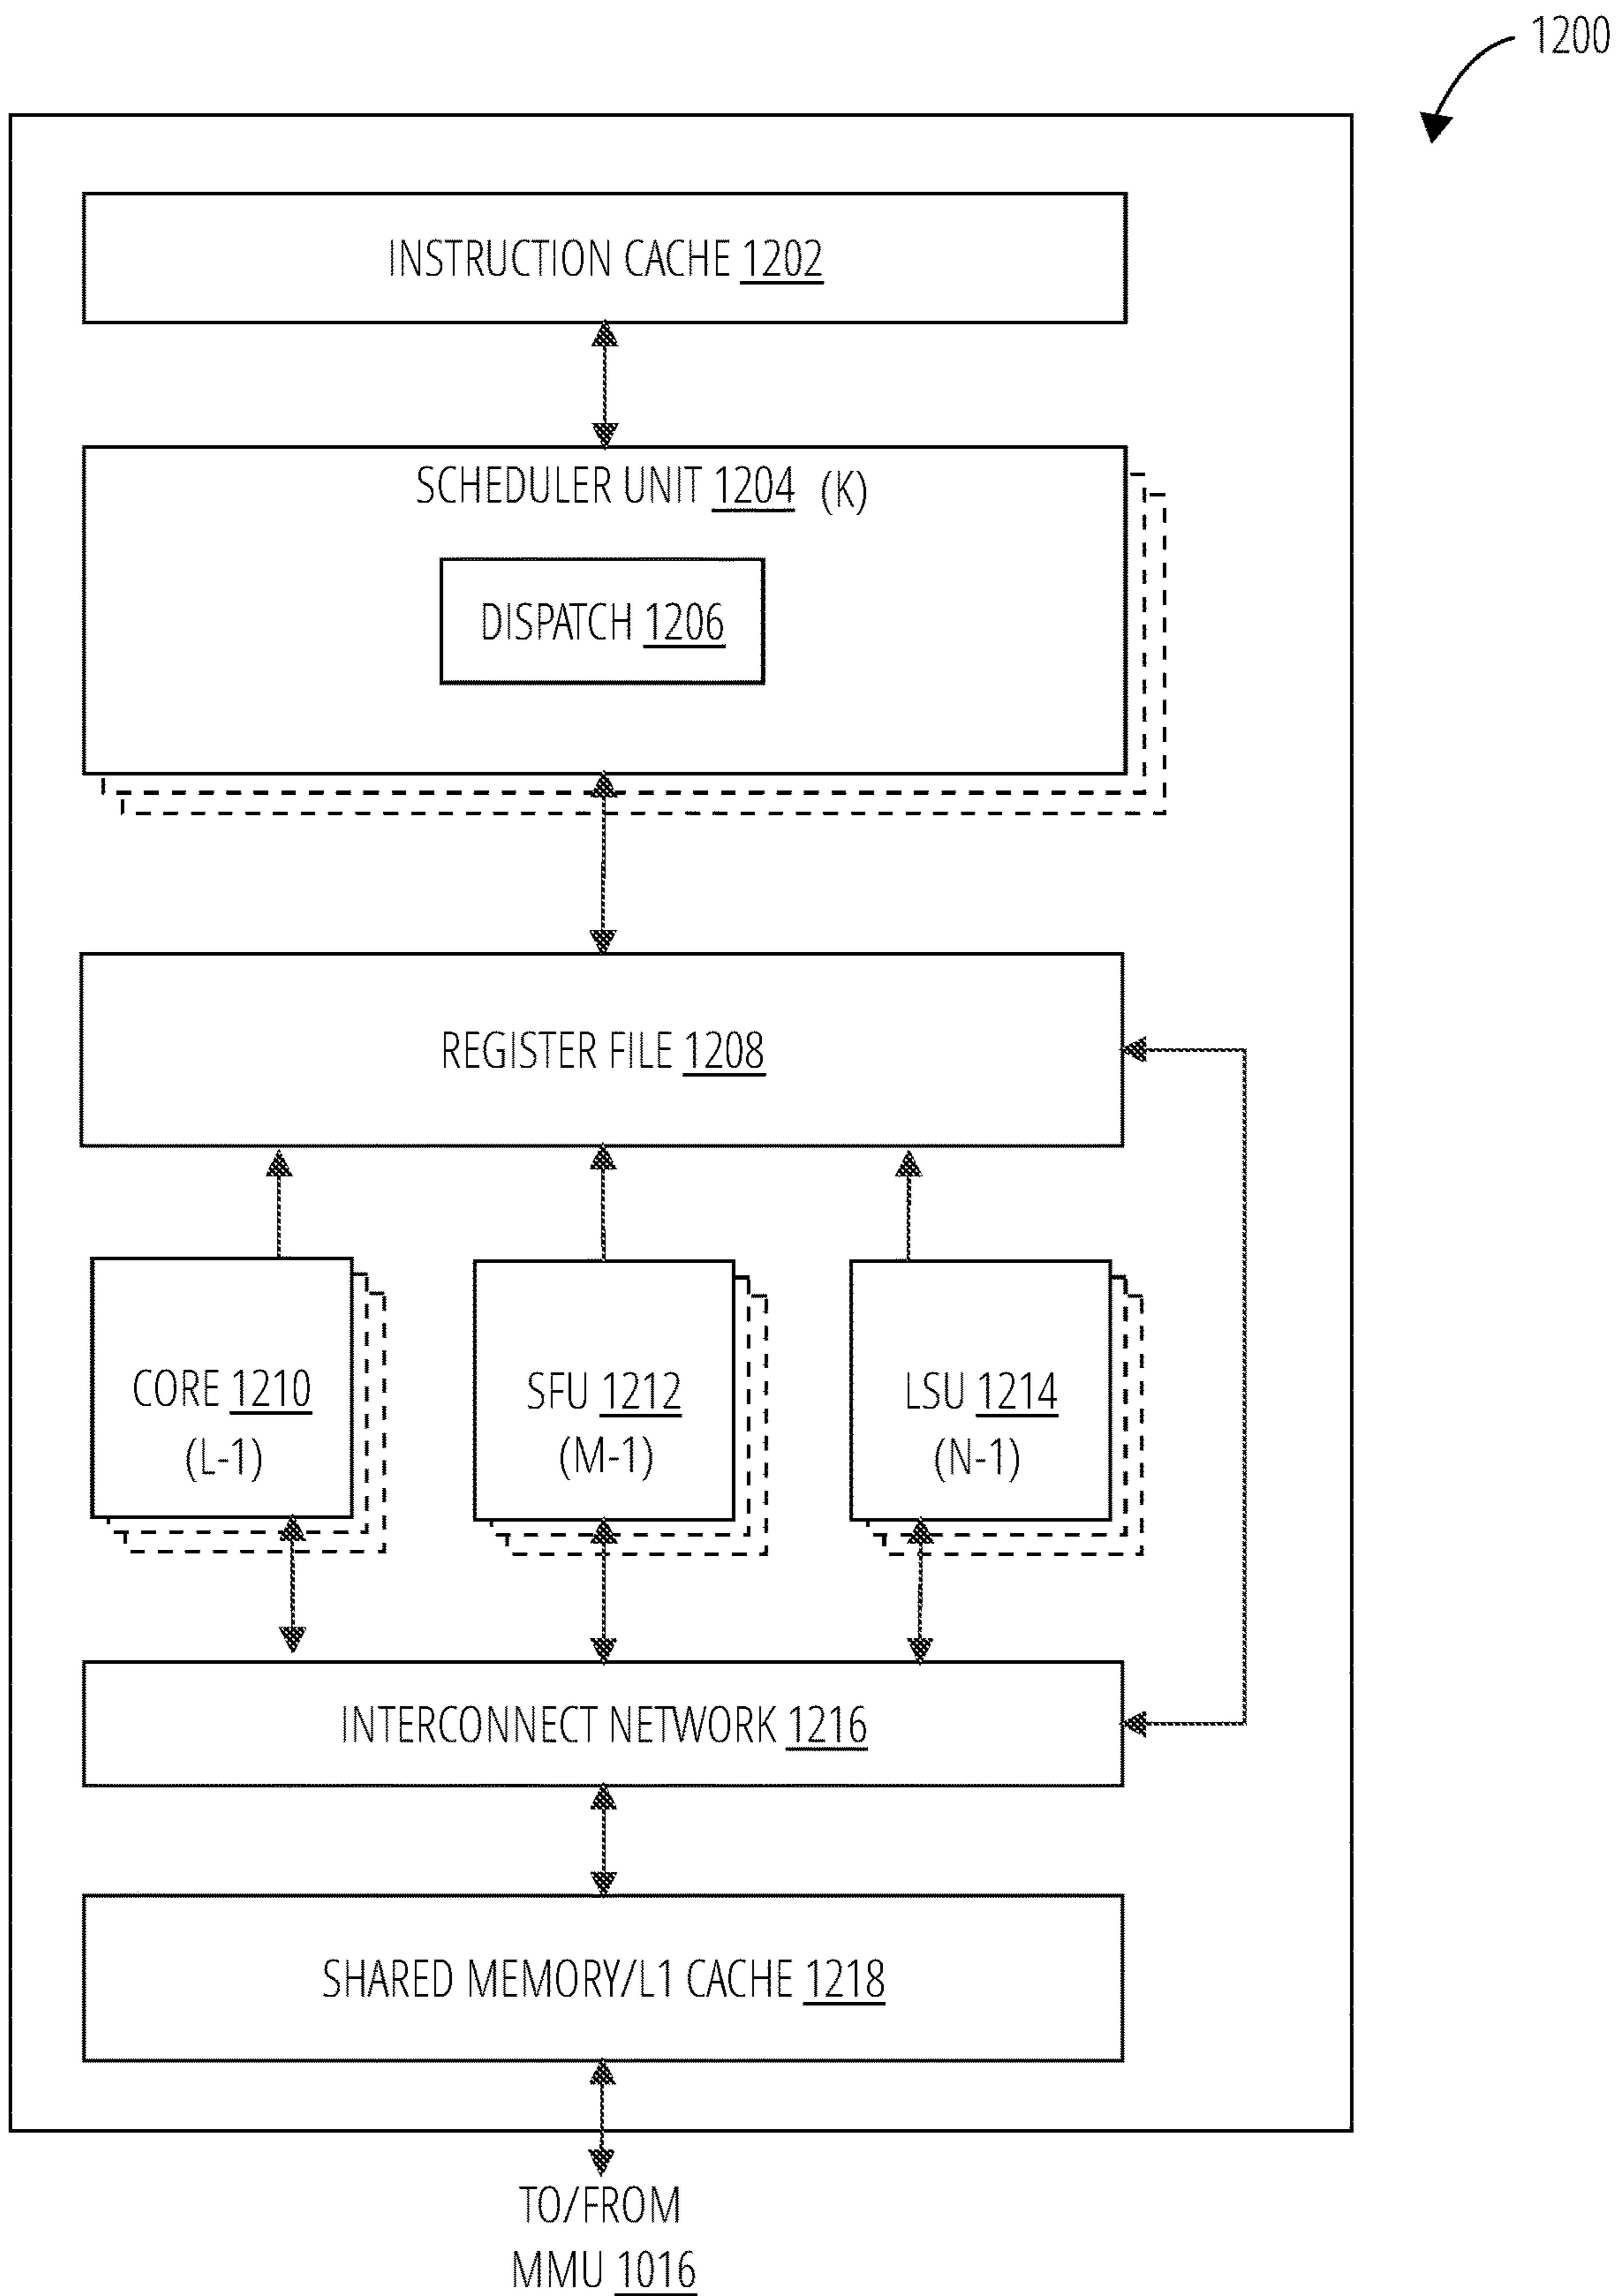 1200
INSTRUCTION CACHE 1202
SCHEDULER UNIT 1204 (K)
DISPATCH 1206
REGISTER FILE 1208
CORE 1210
(L-1)
SFU 1212
(M-1)
LSU 1214
(N-1)
INTERCONNECT NETWORK 1216
SHARED MEMORY/L1 CACHE 1218
TO/FROM
MMU 1016